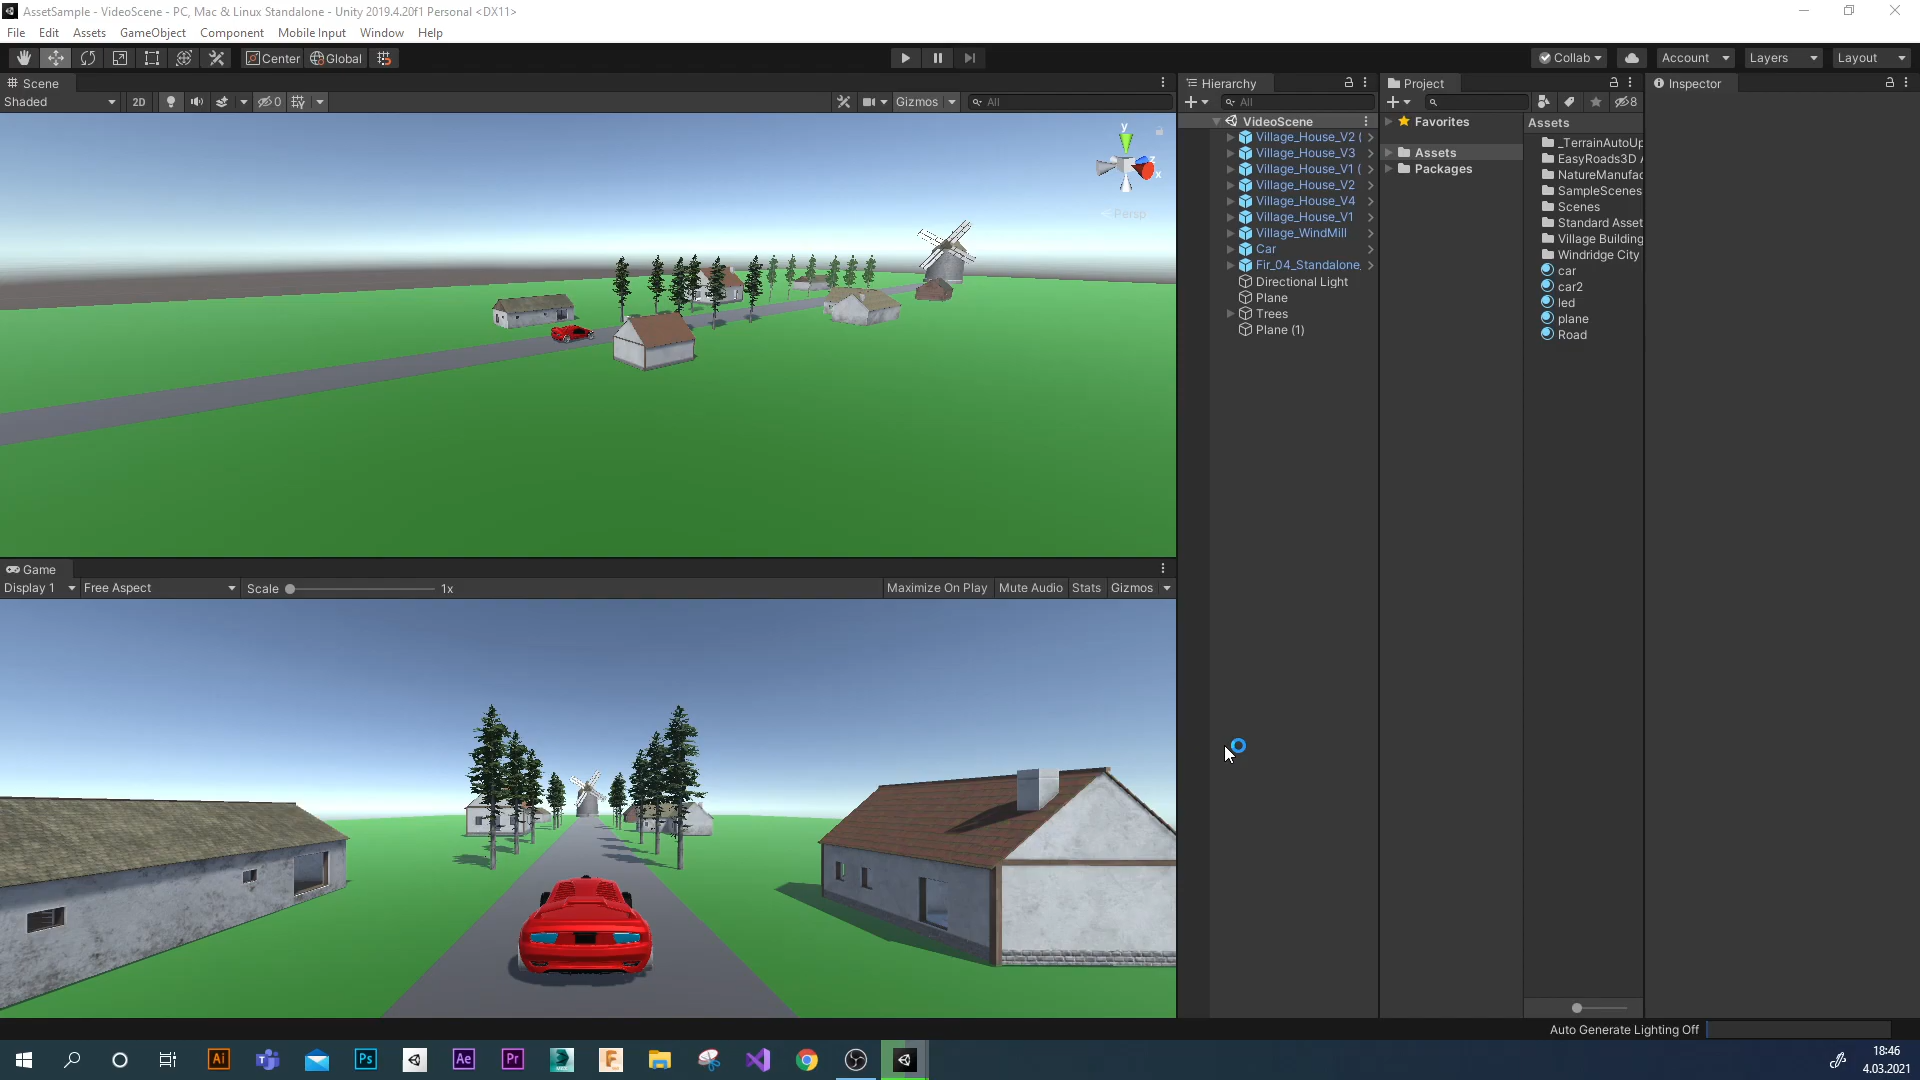 AssetSample - VideoScene - PC, Mac & Linux Standalone - Unity 2019.4.20f1 Personal <DX11>
File Edit Assets GameObject Component Mobile Input Window Help
Center Global Collab Account Layers Layout
Scene
Shaded 2D 0 Gizmos All
y
z
x
Persp
Hierarchy
All
VideoScene
Village_House_V2 (
Village_House_V3
Village_House_V1 (
Village_House_V2
Village_House_V4
Village_House_V1
Village_WindMill
Car
Fir_04_Standalone_
Directional Light
Plane
Trees
Plane (1)
Project
8
Favorites
Assets
Packages
Assets
_TerrainAutoUp
EasyRoads3D A
NatureManufac
SampleScenes
Scenes
Standard Asset
Village Building
Windridge City
car
car2
led
plane
Road
Inspector
Game
Display 1 Free Aspect Scale 1x Maximize On Play Mute Audio Stats Gizmos
Auto Generate Lighting Off
Ai Ps Ae Pr
18:46
4.03.2021